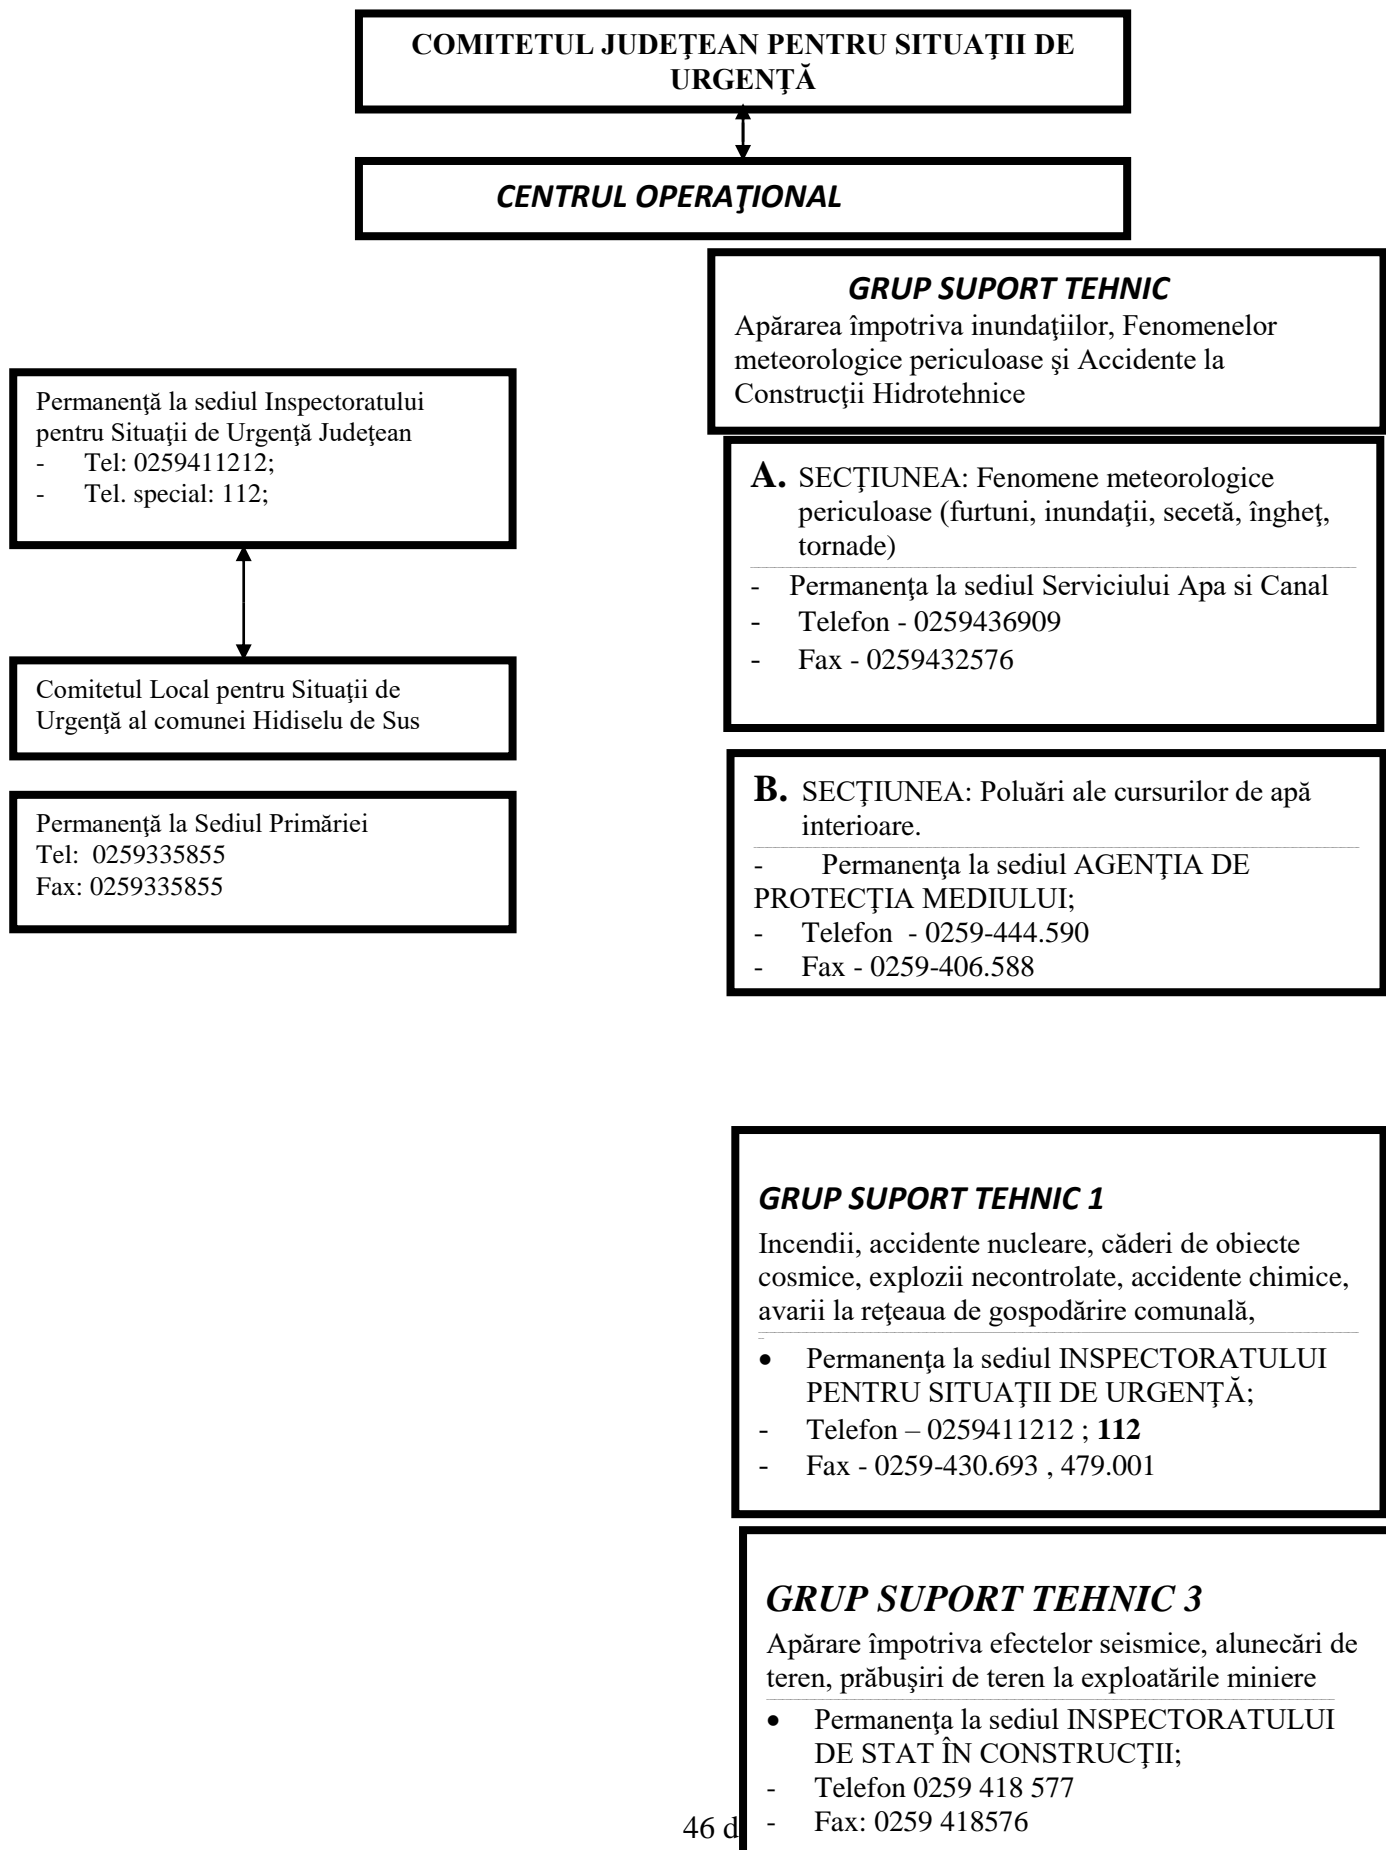 COMITETUL JUDEŢEAN PENTRU SITUAŢII DE
URGENŢĂ
CENTRUL OPERAŢIONAL
Permanenţă la sediul Inspectoratului
pentru Situaţii de Urgenţă Judeţean
- Tel: 0259411212;
- Tel. special: 112;
Comitetul Local pentru Situaţii de
Urgenţă al comunei Hidiselu de Sus
Permanenţă la Sediul Primăriei
Tel: 0259335855
Fax: 0259335855
GRUP SUPORT TEHNIC
Apărarea împotriva inundaţiilor, Fenomenelor
meteorologice periculoase şi Accidente la
Construcţii Hidrotehnice
A. SECŢIUNEA: Fenomene meteorologice
periculoase (furtuni, inundaţii, secetă, îngheţ,
tornade)
- Permanenţa la sediul Serviciului Apa si Canal
- Telefon - 0259436909
- Fax - 0259432576
B. SECŢIUNEA: Poluări ale cursurilor de apă
interioare.
- Permanenţa la sediul AGENŢIA DE
PROTECŢIA MEDIULUI;
- Telefon - 0259-444.590
- Fax - 0259-406.588
GRUP SUPORT TEHNIC 1
Incendii, accidente nucleare, căderi de obiecte
cosmice, explozii necontrolate, accidente chimice,
avarii la reţeaua de gospodărire comunală,
• Permanenţa la sediul INSPECTORATULUI
PENTRU SITUAŢII DE URGENŢĂ;
- Telefon – 0259411212 ; 112
- Fax - 0259-430.693 , 479.001
GRUP SUPORT TEHNIC 3
Apărare împotriva efectelor seismice, alunecări de
teren, prăbuşiri de teren la exploatările miniere
• Permanenţa la sediul INSPECTORATULUI
DE STAT ÎN CONSTRUCŢII;
- Telefon 0259 418 577
- Fax: 0259 418576
46 d